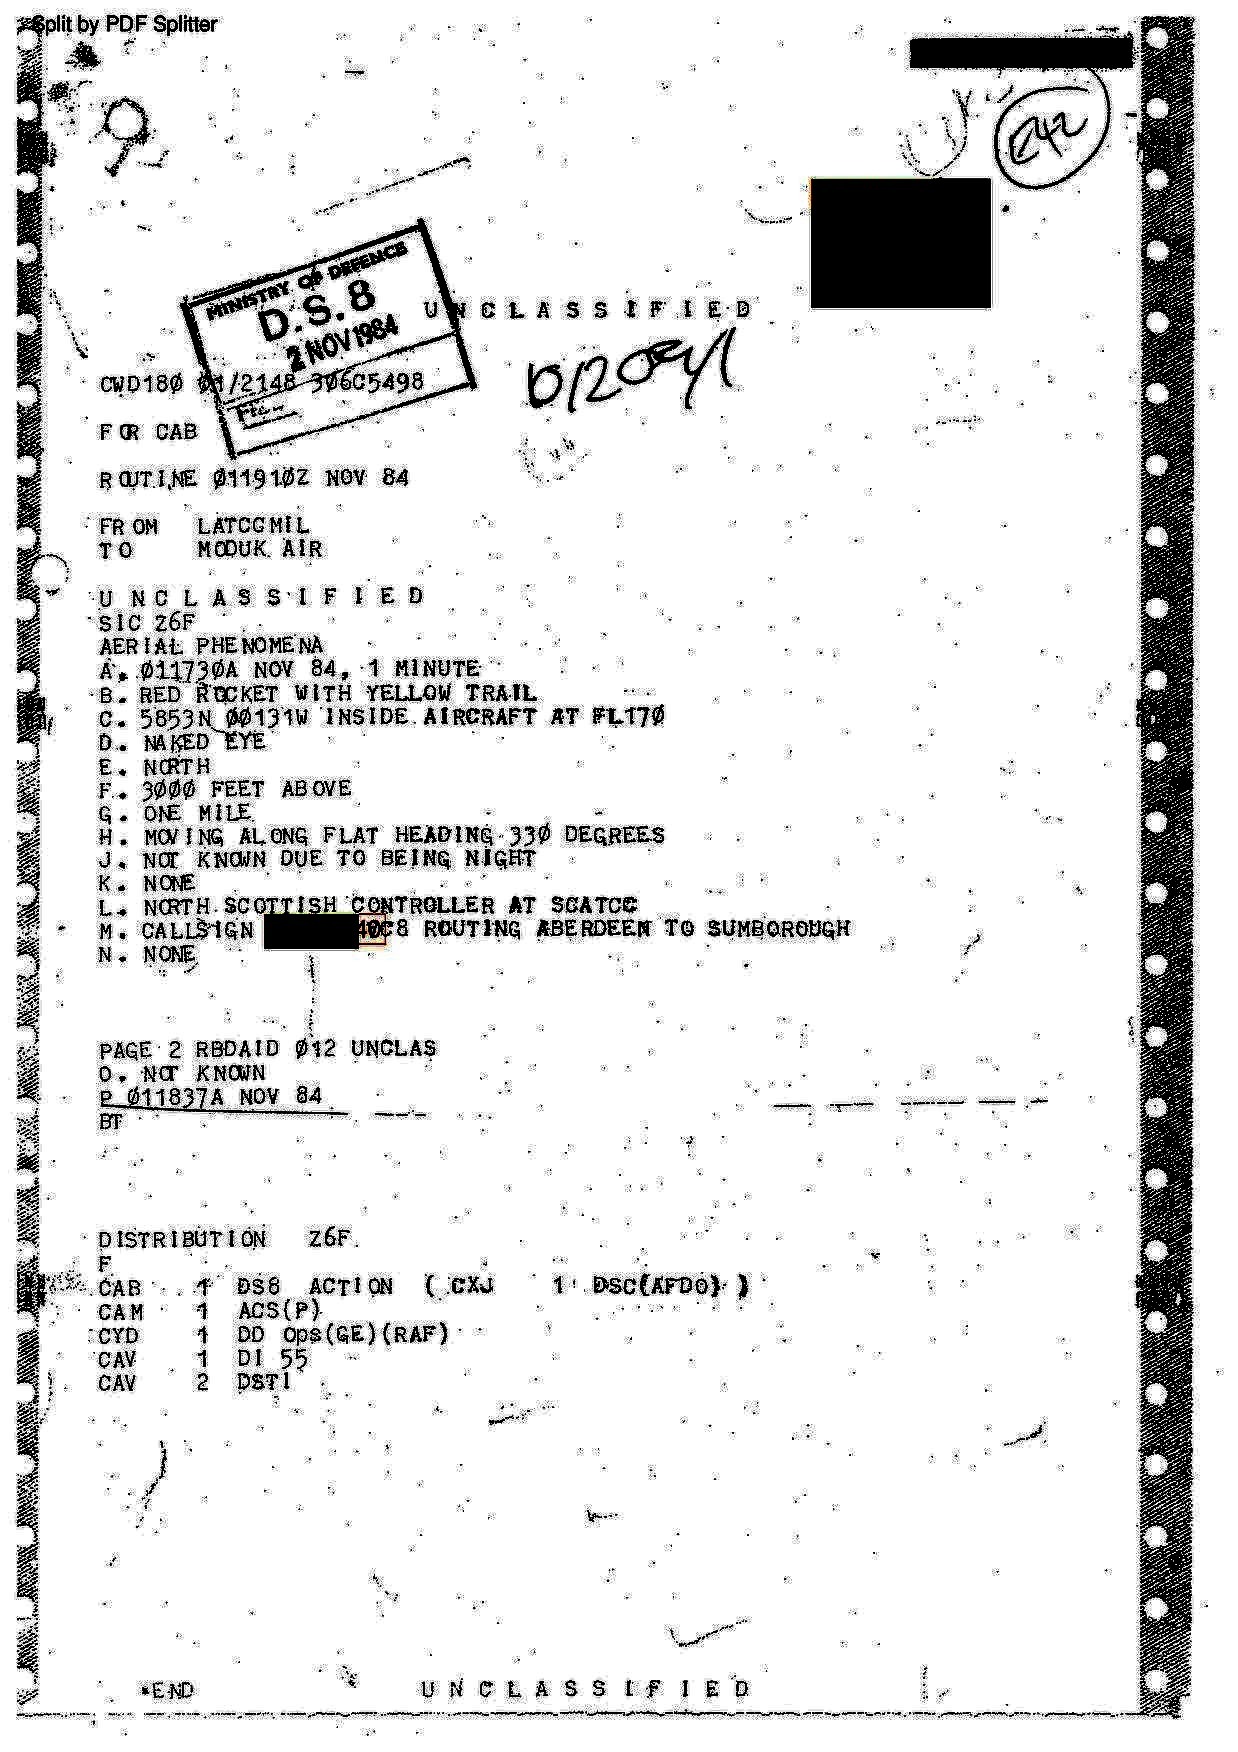 Split by PDF Splitter
E42
MINISTRY OF DEFENCE
D.S.8
2 NOV 1984
UNCLASSIFIED
CWD180 01/2148 306C5498
FOR CAB
ROUTINE 011910Z NOV 84
FROM LATCCMIL
TO MODUK AIR
UNCLASSIFIED
SIC Z6F
AERIAL PHENOMENA
A. 011730A NOV 84, 1 MINUTE
B. RED ROCKET WITH YELLOW TRAIL
C. 5853N 00131W INSIDE AIRCRAFT AT FL170
D. NAKED EYE
E. NORTH
F. 3000 FEET ABOVE
G. ONE MILE
H. MOVING ALONG FLAT HEADING 330 DEGREES
J. NOT KNOWN DUE TO BEING NIGHT
K. NONE
L. NORTH SCOTTISH CONTROLLER AT SCATCC
M. CALLSIGN ROUTING ABERDEEN TO SUMBOROUGH
N. NONE
PAGE 2 RBDAID 012 UNCLAS
O. NOT KNOWN
P 011837A NOV 84
BT
DISTRIBUTION Z6F
F
CAB 1 DS8 ACTION ( CXJ 1 DSC(AFDO) )
CAM 1 ACS(P)
CYD 1 DD Ops(GE)(RAF)
CAV 1 DI 55
CAV 2 DSTI
*END UNCLASSIFIED